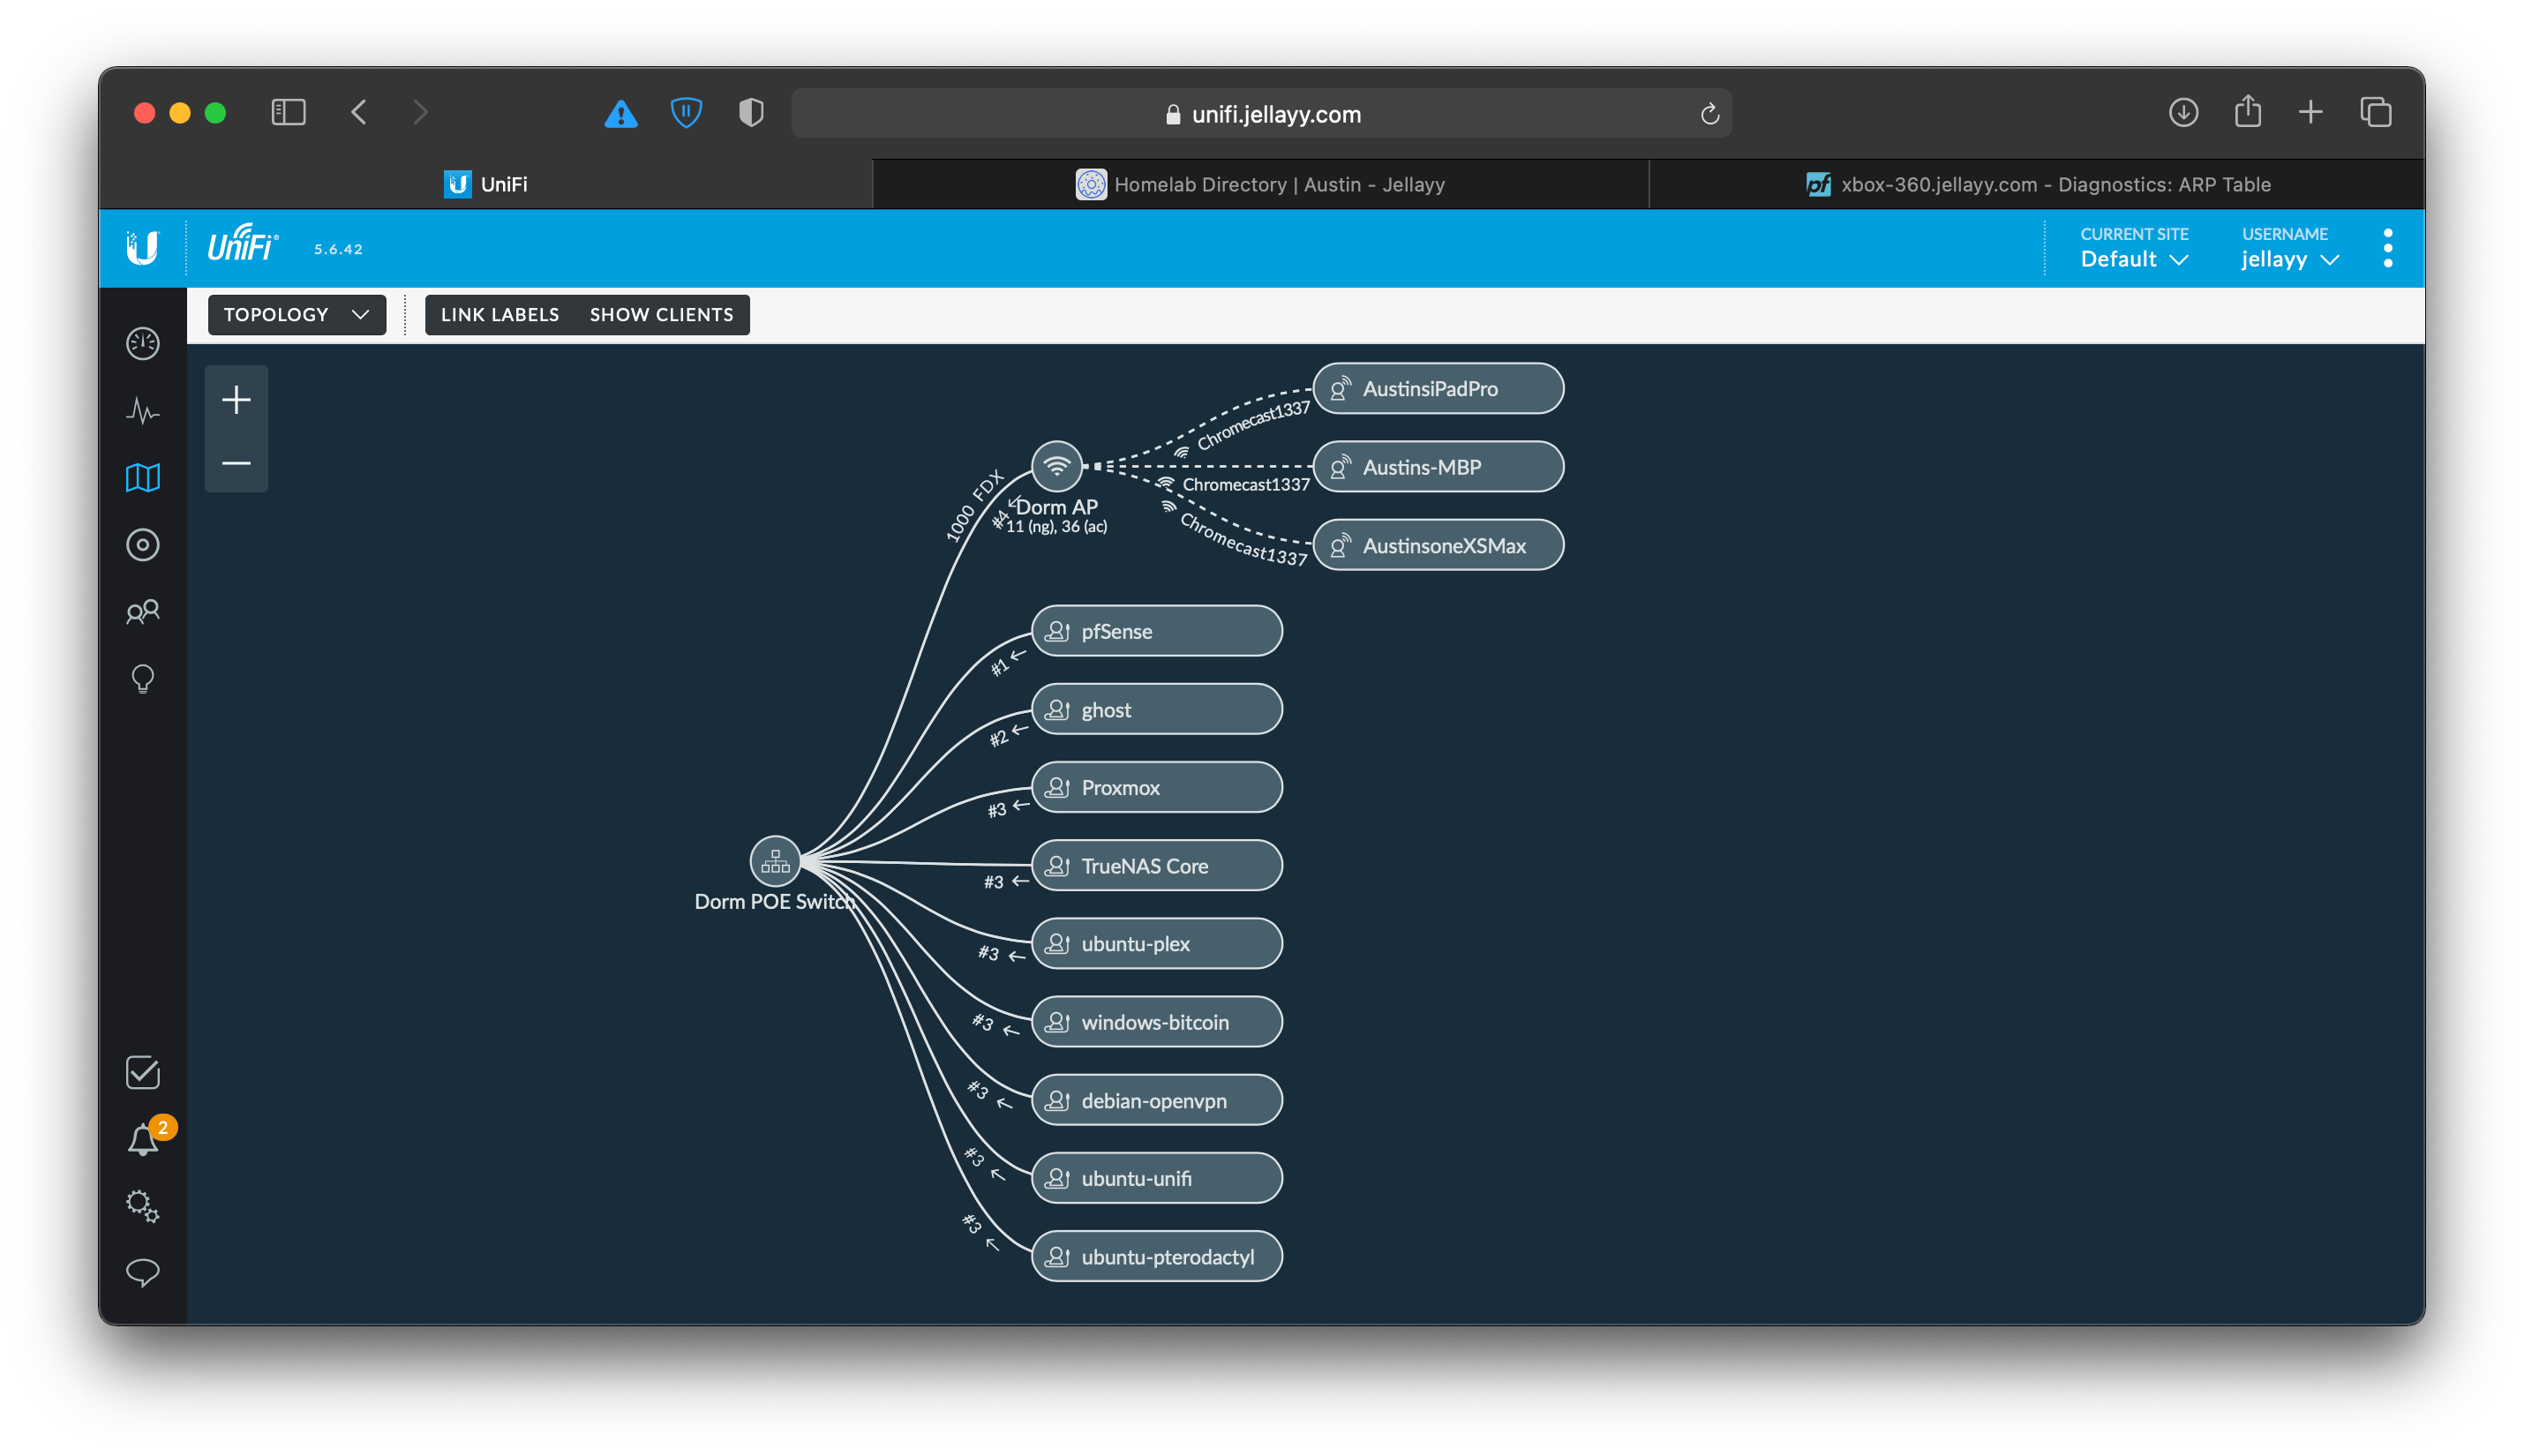 unifi.jellayy.com
UniFi
Homelab Directory | Austin - Jellayy
pf xbox-360.jellayy.com - Diagnostics: ARP Table
UniFi 5.6.42
CURRENT SITE
Default
USERNAME
jellayy
TOPOLOGY
LINK LABELS
SHOW CLIENTS
AustinsiPadPro
Chromecast1337
Austins-MBP
Chromecast1337
AustinsoneXSMax
Chromecast1337
1000 FDX
#4 ←
Dorm AP
11 (ng), 36 (ac)
pfSense
#1 ←
ghost
#2 ←
Proxmox
#3 ←
TrueNAS Core
#3 ←
Dorm POE Switch
ubuntu-plex
#3 ←
windows-bitcoin
#3 ←
debian-openvpn
#3 ←
ubuntu-unifi
#3 ←
ubuntu-pterodactyl
#3 ←
2